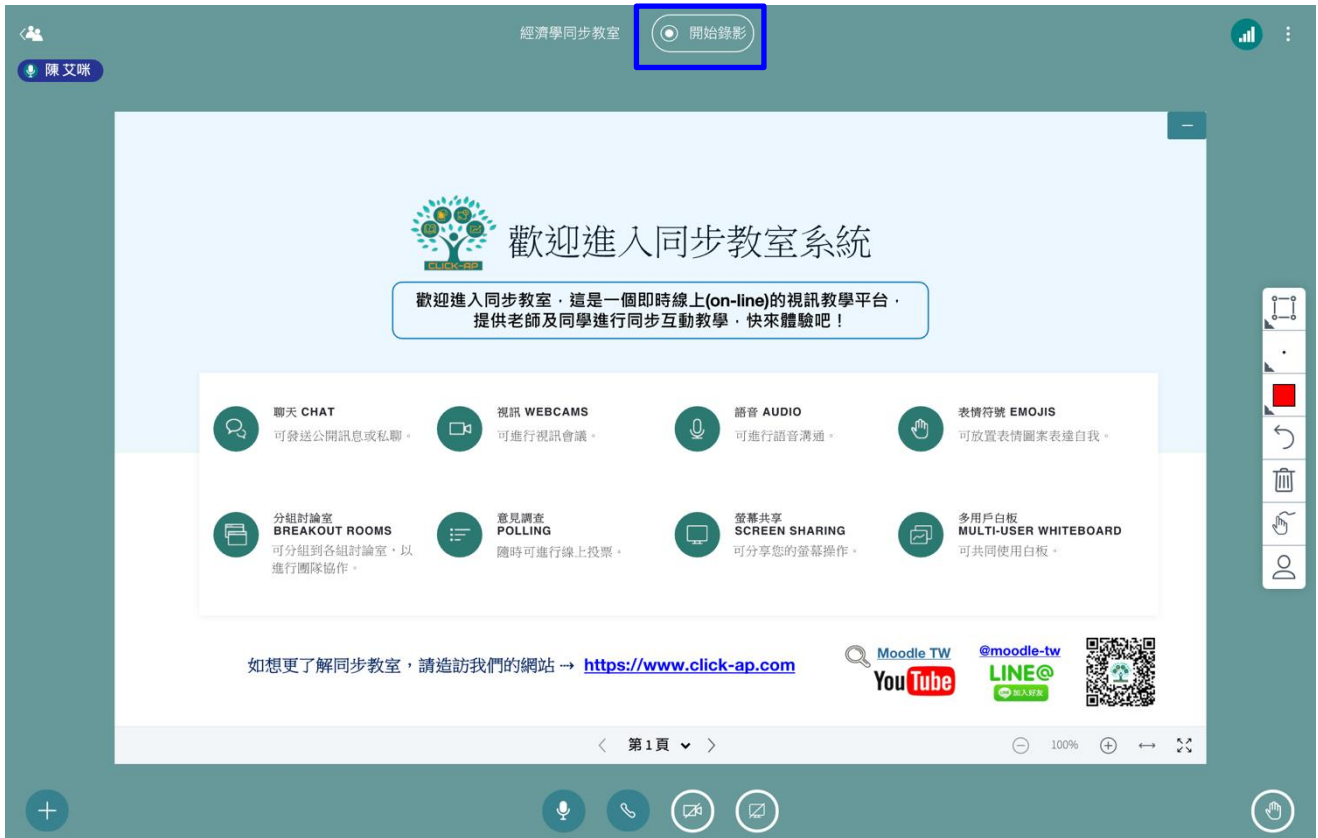 經濟學同步教室
開始錄影
陳 艾咪
CLICK-AP
歡迎進入同步教室系統
歡迎進入同步教室，這是一個即時線上(on-line)的視訊教學平台，
提供老師及同學進行同步互動教學，快來體驗吧！
聊天 CHAT
可發送公開訊息或私聊。
視訊 WEBCAMS
可進行視訊會議。
語音 AUDIO
可進行語音溝通。
表情符號 EMOJIS
可放置表情圖案表達自我。
分組討論室
BREAKOUT ROOMS
可分組到各組討論室，以
進行團隊協作。
意見調查
POLLING
隨時可進行線上投票。
螢幕共享
SCREEN SHARING
可分享您的螢幕操作。
多用戶白板
MULTI-USER WHITEBOARD
可共同使用白板。
如想更了解同步教室，請造訪我們的網站⇢ https://www.click-ap.com
Moodle TW
YouTube
@moodle-tw
LINE@
LINE 加入好友
第1頁
100%